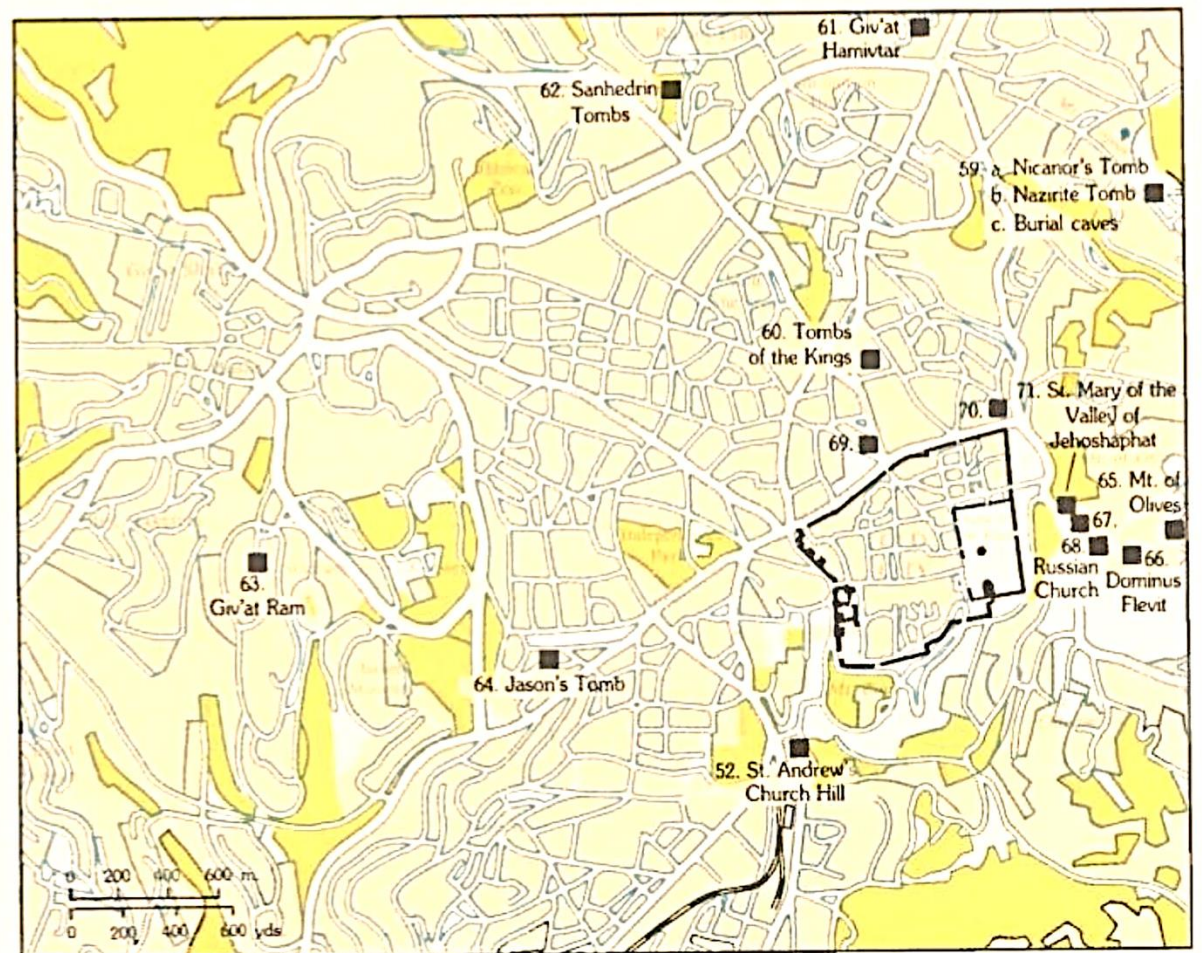 61. Giv'at
Hamivtar
62. Sanhedrin
Tombs
59. a. Nicanor's Tomb
b. Nazirite Tomb
c. Burial caves
60. Tombs
of the Kings
71. St. Mary of the
Valley of
Jehoshaphat
70.
69.
65. Mt. of
Olives
67.
68.
Russian
Church
66.
Dominus
Flevit
63.
Giv'at Ram
64. Jason's Tomb
52. St. Andrew's
Church Hill
0 200 400 600 m.
0 200 400 600 yds